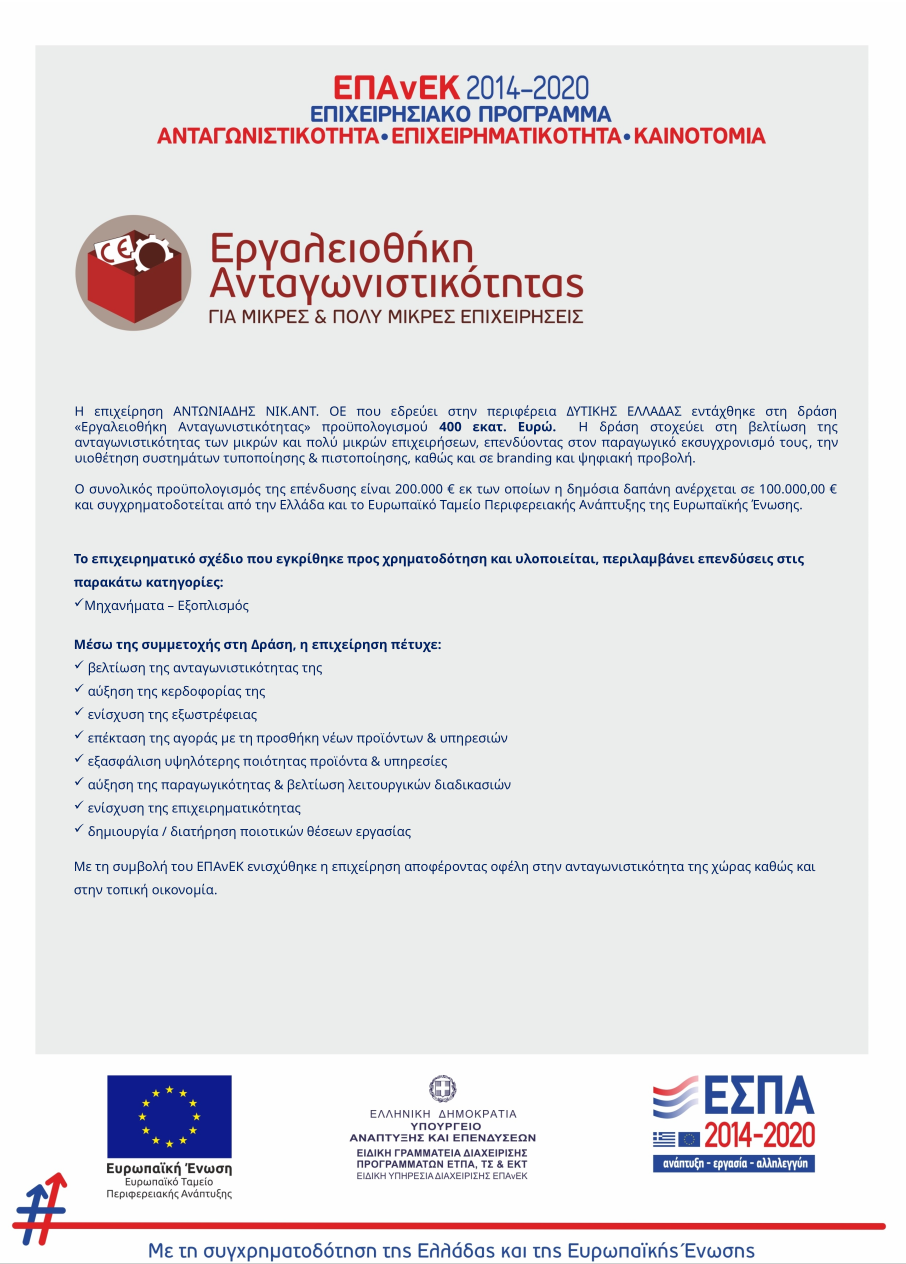 ΕΠΑνΕΚ 2014–2020
ΕΠΙΧΕΙΡΗΣΙΑΚΟ ΠΡΟΓΡΑΜΜΑ
ΑΝΤΑΓΩΝΙΣΤΙΚΟΤΗΤΑ•ΕΠΙΧΕΙΡΗΜΑΤΙΚΟΤΗΤΑ•ΚΑΙΝΟΤΟΜΙΑ
CE
Εργαλειοθήκη
Ανταγωνιστικότητας
ΓΙΑ ΜΙΚΡΕΣ & ΠΟΛΥ ΜΙΚΡΕΣ ΕΠΙΧΕΙΡΗΣΕΙΣ
Η επιχείρηση ΑΝΤΩΝΙΑΔΗΣ ΝΙΚ.ΑΝΤ. ΟΕ που εδρεύει στην περιφέρεια ΔΥΤΙΚΗΣ ΕΛΛΑΔΑΣ εντάχθηκε στη δράση
«Εργαλειοθήκη Ανταγωνιστικότητας» προϋπολογισμού 400 εκατ. Ευρώ. Η δράση στοχεύει στη βελτίωση της
ανταγωνιστικότητας των μικρών και πολύ μικρών επιχειρήσεων, επενδύοντας στον παραγωγικό εκσυγχρονισμό τους, την
υιοθέτηση συστημάτων τυποποίησης & πιστοποίησης, καθώς και σε branding και ψηφιακή προβολή.
Ο συνολικός προϋπολογισμός της επένδυσης είναι 200.000 € εκ των οποίων η δημόσια δαπάνη ανέρχεται σε 100.000,00 €
και συγχρηματοδοτείται από την Ελλάδα και το Ευρωπαϊκό Ταμείο Περιφερειακής Ανάπτυξης της Ευρωπαϊκής Ένωσης.
Το επιχειρηματικό σχέδιο που εγκρίθηκε προς χρηματοδότηση και υλοποιείται, περιλαμβάνει επενδύσεις στις
παρακάτω κατηγορίες:
✓Μηχανήματα – Εξοπλισμός
Μέσω της συμμετοχής στη Δράση, η επιχείρηση πέτυχε:
✓ βελτίωση της ανταγωνιστικότητας της
✓ αύξηση της κερδοφορίας της
✓ ενίσχυση της εξωστρέφειας
✓ επέκταση της αγοράς με τη προσθήκη νέων προϊόντων & υπηρεσιών
✓ εξασφάλιση υψηλότερης ποιότητας προϊόντα & υπηρεσίες
✓ αύξηση της παραγωγικότητας & βελτίωση λειτουργικών διαδικασιών
✓ ενίσχυση της επιχειρηματικότητας
✓ δημιουργία / διατήρηση ποιοτικών θέσεων εργασίας
Με τη συμβολή του ΕΠΑνΕΚ ενισχύθηκε η επιχείρηση αποφέροντας οφέλη στην ανταγωνιστικότητα της χώρας καθώς και
στην τοπική οικονομία.
Ευρωπαϊκή Ένωση
Ευρωπαϊκό Ταμείο
Περιφερειακής Ανάπτυξης
ΕΛΛΗΝΙΚΗ ΔΗΜΟΚΡΑΤΙΑ
ΥΠΟΥΡΓΕΙΟ
ΑΝΑΠΤΥΞΗΣ ΚΑΙ ΕΠΕΝΔΥΣΕΩΝ
ΕΙΔΙΚΗ ΓΡΑΜΜΑΤΕΙΑ ΔΙΑΧΕΙΡΙΣΗΣ
ΠΡΟΓΡΑΜΜΑΤΩΝ ΕΤΠΑ, ΤΣ & ΕΚΤ
ΕΙΔΙΚΗ ΥΠΗΡΕΣΙΑ ΔΙΑΧΕΙΡΙΣΗΣ ΕΠΑνΕΚ
ΕΣΠΑ
2014-2020
ανάπτυξη - εργασία - αλληλεγγύη
Με τη συγχρηματοδότηση της Ελλάδας και της Ευρωπαϊκής Ένωσης